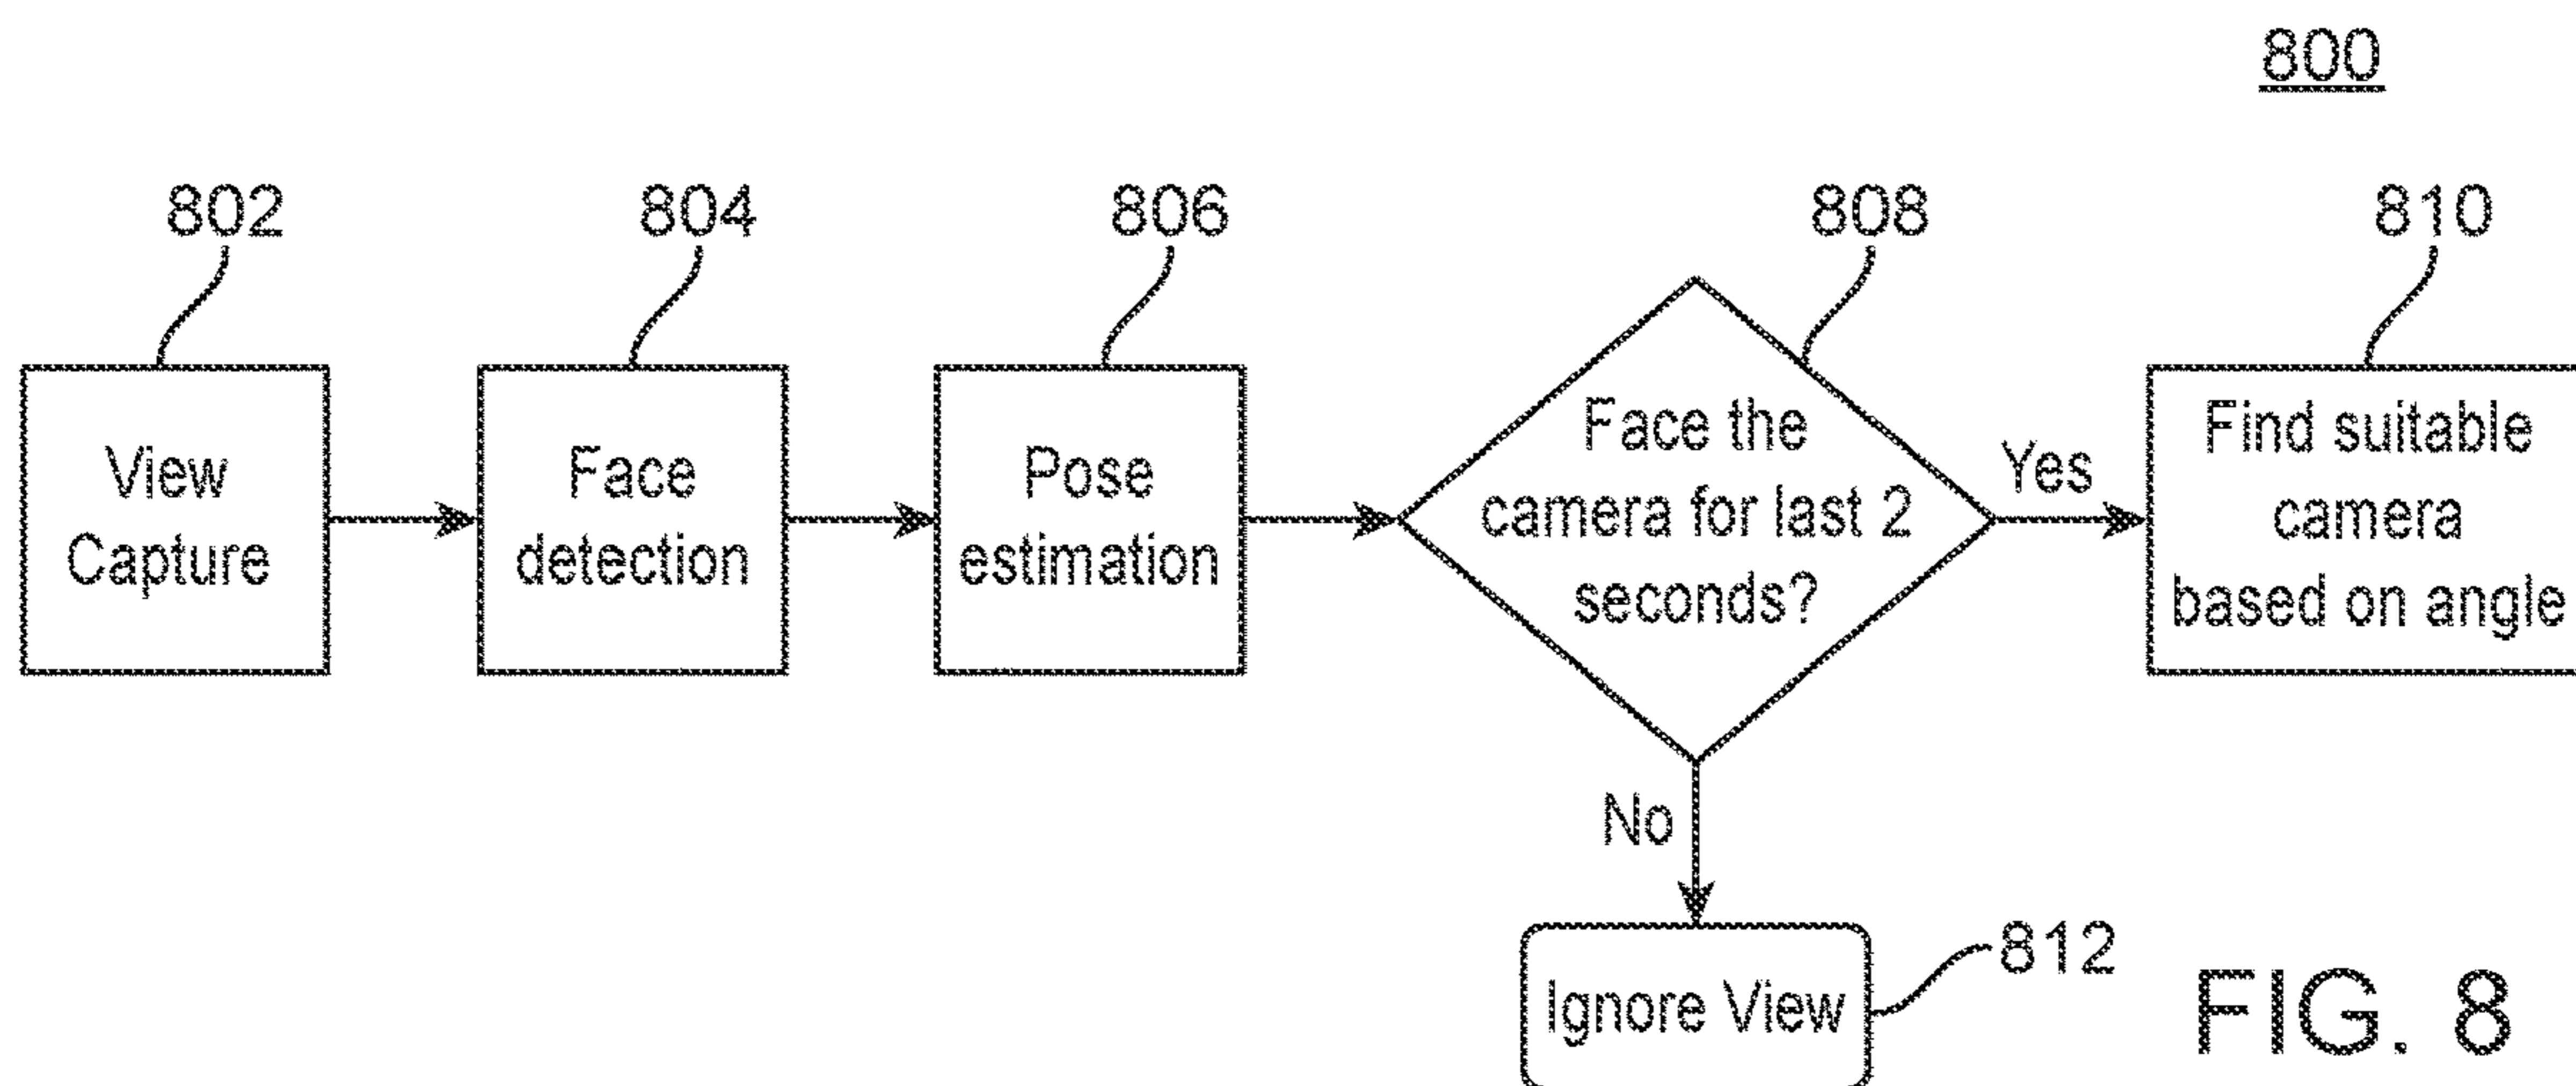 800
802
804
806
808
810
View
Capture
Face
detection
Pose
estimation
Face the
camera for last 2
seconds?
Yes
Find suitable
camera
based on angle
No
Ignore View
812
FIG. 8